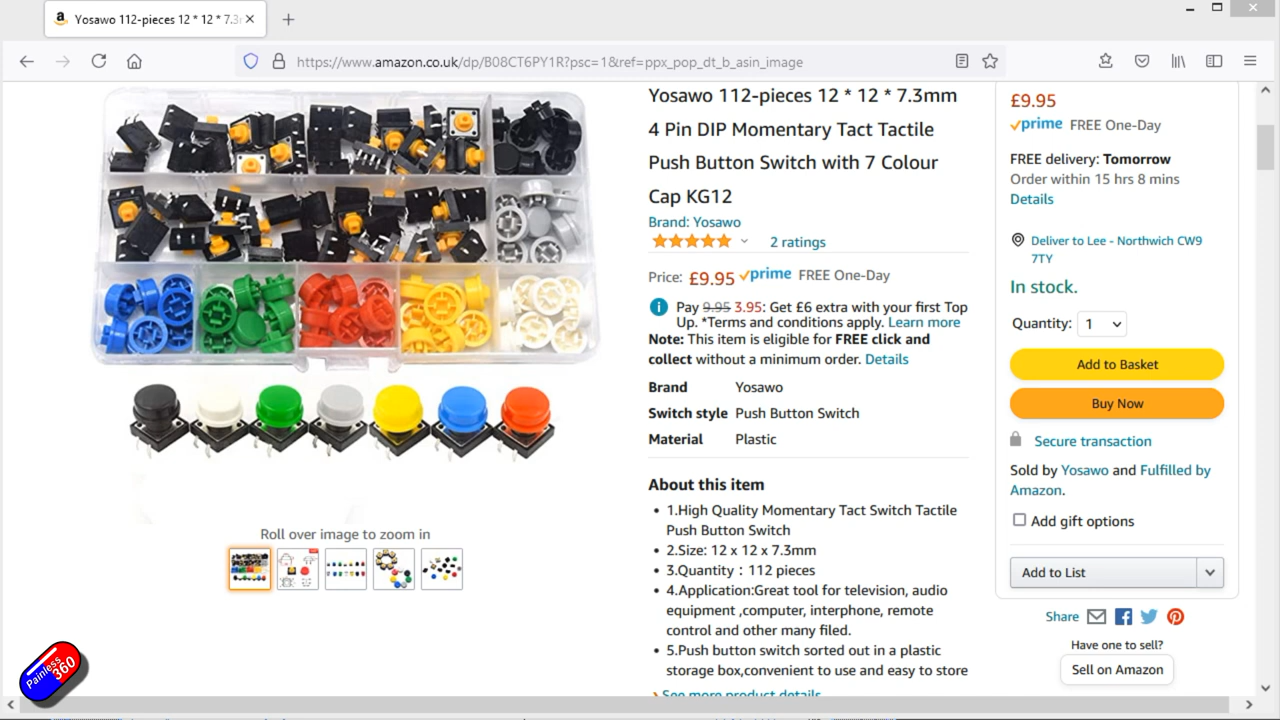 Yosawo 112-pieces 12 * 12 * 7.3
https://www.amazon.co.uk/dp/B08CT6PYTR?psc=1&ref=ppx_pop_dt_b_asin_image
Yosawo 112-pieces 12 * 12 * 7.3mm
4 Pin DIP Momentary Tact Tactile
Push Button Switch with 7 Colour
Cap KG12
Brand: Yosawo
2 ratings
Price: £9.95 prime FREE One-Day
Pay 9.95 3.95: Get £6 extra with your first Top
Up. *Terms and conditions apply. Learn more
Note: This item is eligible for FREE click and
collect without a minimum order. Details
Brand Yosawo
Switch style Push Button Switch
Material Plastic
About this item
• 1.High Quality Momentary Tact Switch Tactile
Push Button Switch
• 2.Size: 12 x 12 x 7.3mm
• 3.Quantity：112 pieces
• 4.Application:Great tool for television, audio
equipment ,computer, interphone, remote
control and other many filed.
• 5.Push button switch sorted out in a plastic
storage box,convenient to use and easy to store
See more product details
Roll over image to zoom in
£9.95
prime FREE One-Day
FREE delivery: Tomorrow
Order within 15 hrs 8 mins
Details
Deliver to Lee - Northwich CW9
7TY
In stock.
Quantity: 1
Add to Basket
Buy Now
Secure transaction
Sold by Yosawo and Fulfilled by
Amazon.
Add gift options
Add to List
Share
Have one to sell?
Sell on Amazon
Painless
360